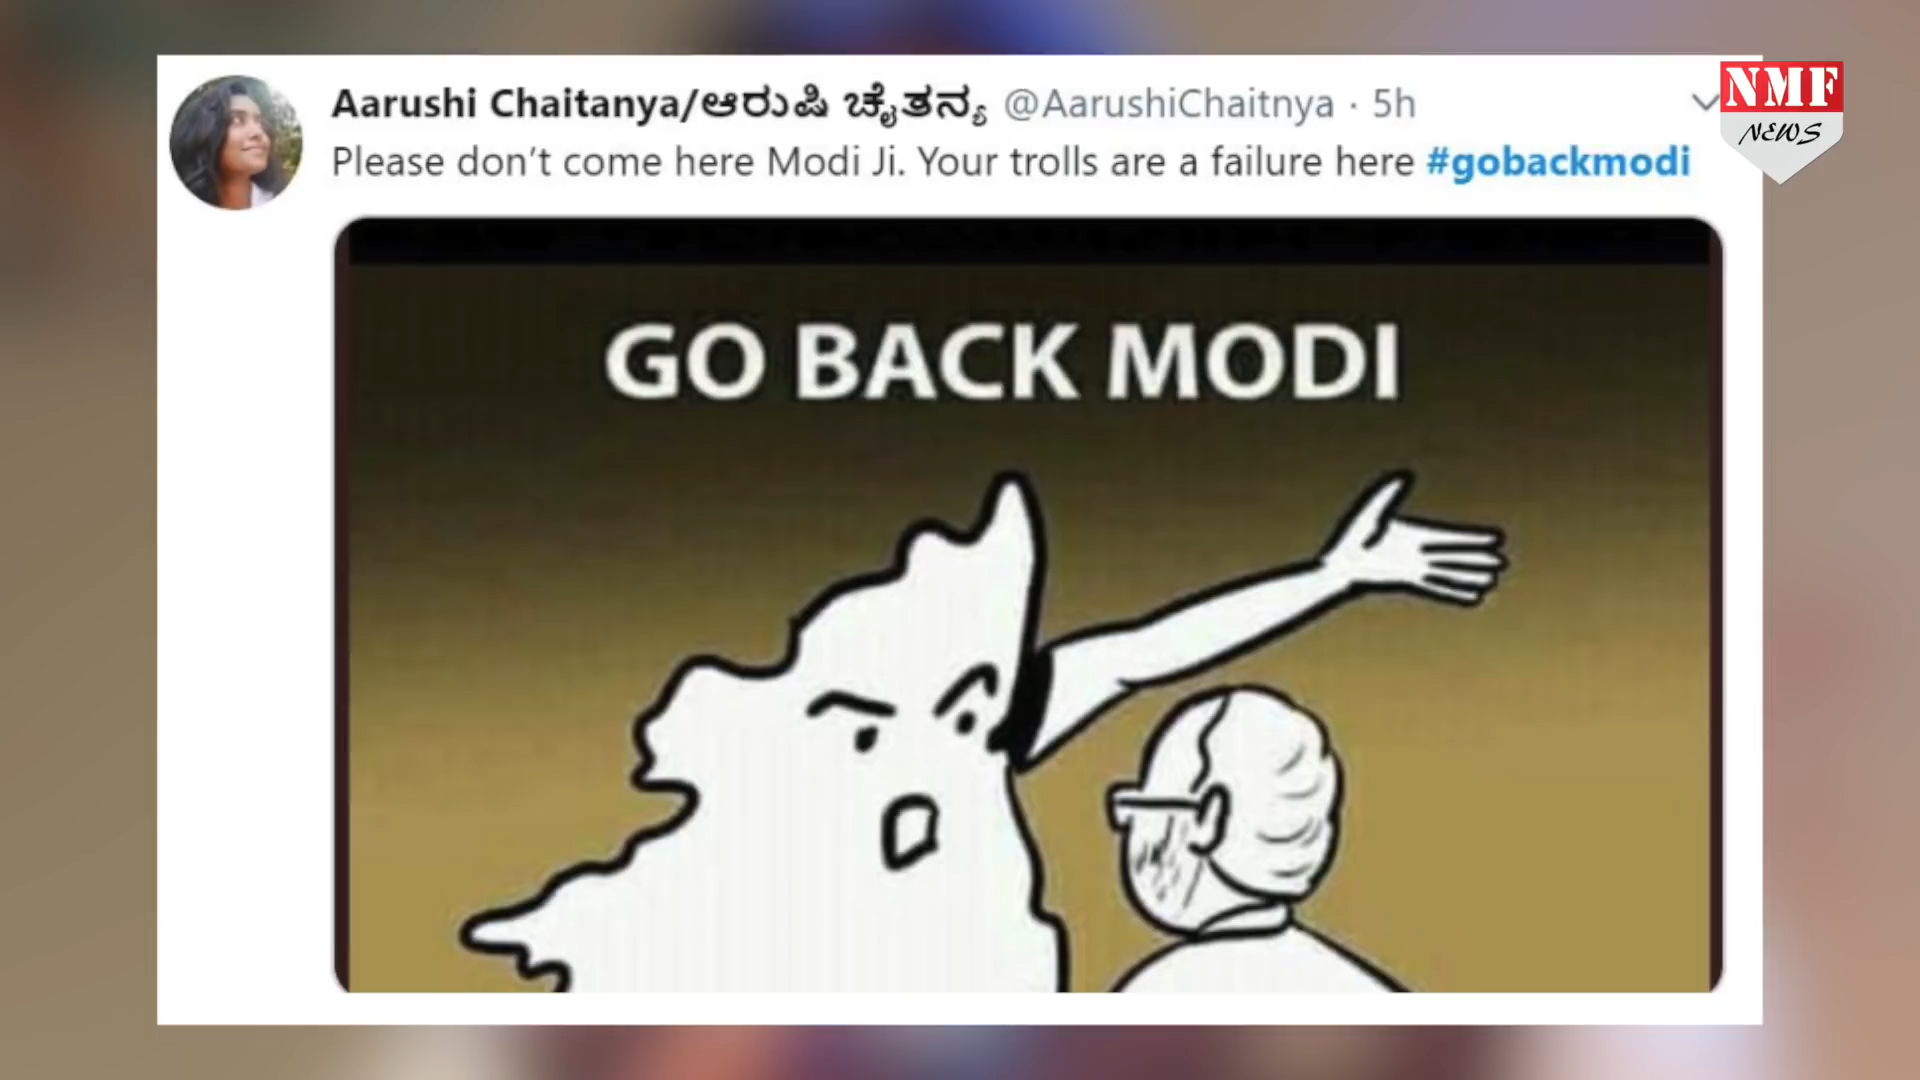 Aarushi Chaitanya/ಆರುಷಿ ಚೈತನ್ಯ @AarushiChaitnya · 5h
Please don't come here Modi Ji. Your trolls are a failure here #gobackmodi
GO BACK MODI
NMF
NEWS